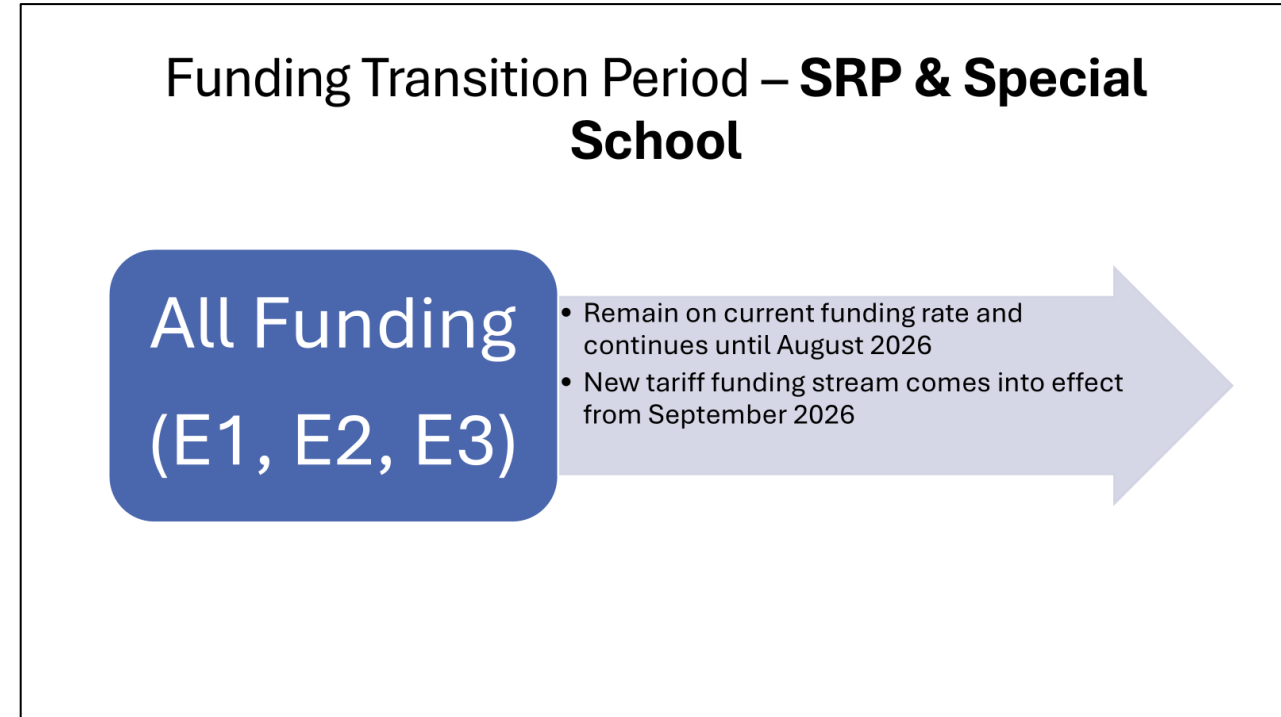 Funding Transition Period – SRP & Special
School
All Funding
(E1, E2, E3)
• Remain on current funding rate and
continues until August 2026
• New tariff funding stream comes into effect
from September 2026